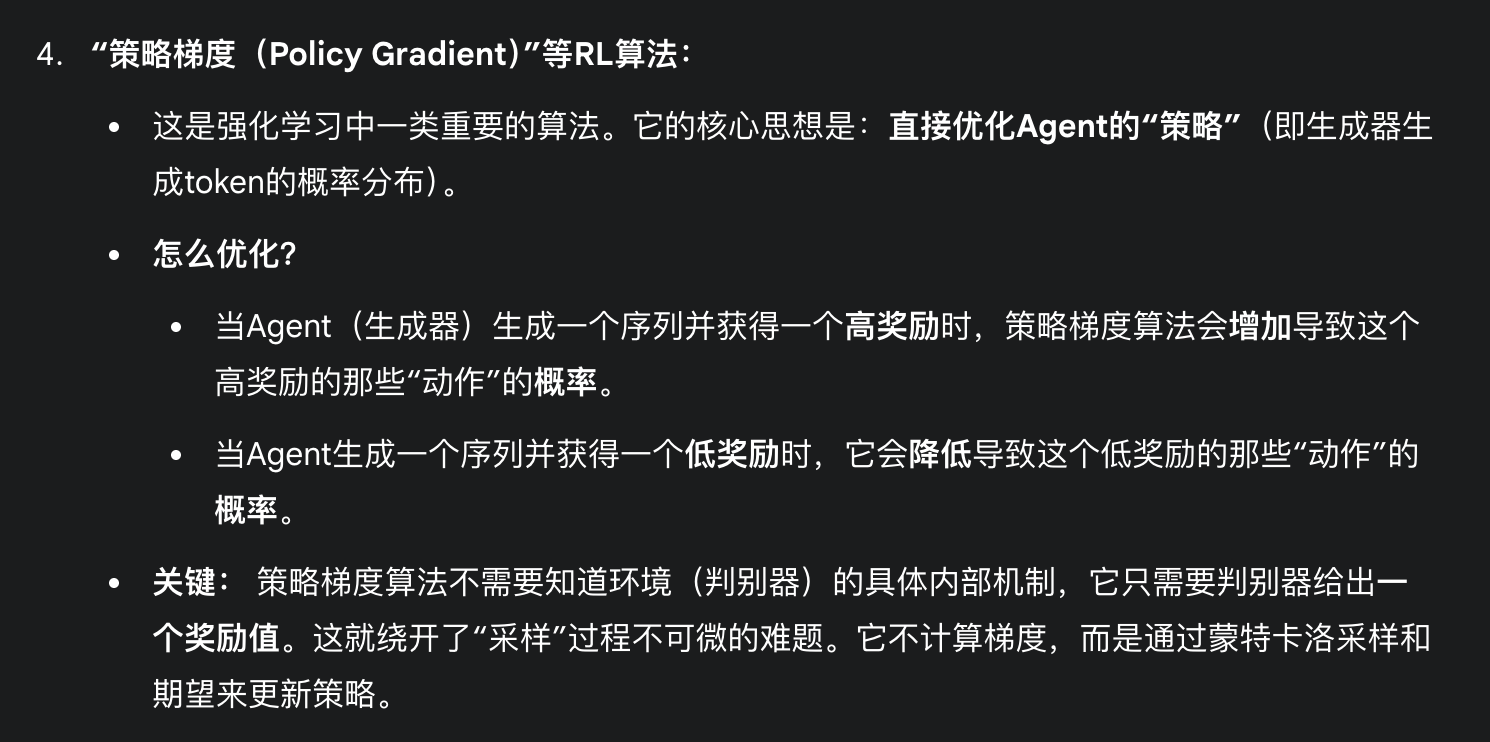 4. “策略梯度（Policy Gradient）”等RL算法：
• 这是强化学习中一类重要的算法。它的核心思想是：直接优化Agent的“策略”（即生成器生
成token的概率分布）。
• 怎么优化？
• 当Agent（生成器）生成一个序列并获得一个高奖励时，策略梯度算法会增加导致这个
高奖励的那些“动作”的概率。
• 当Agent生成一个序列并获得一个低奖励时，它会降低导致这个低奖励的那些“动作”的
概率。
• 关键： 策略梯度算法不需要知道环境（判别器）的具体内部机制，它只需要判别器给出一
个奖励值。这就绕开了“采样”过程不可微的难题。它不计算梯度，而是通过蒙特卡洛采样和
期望来更新策略。